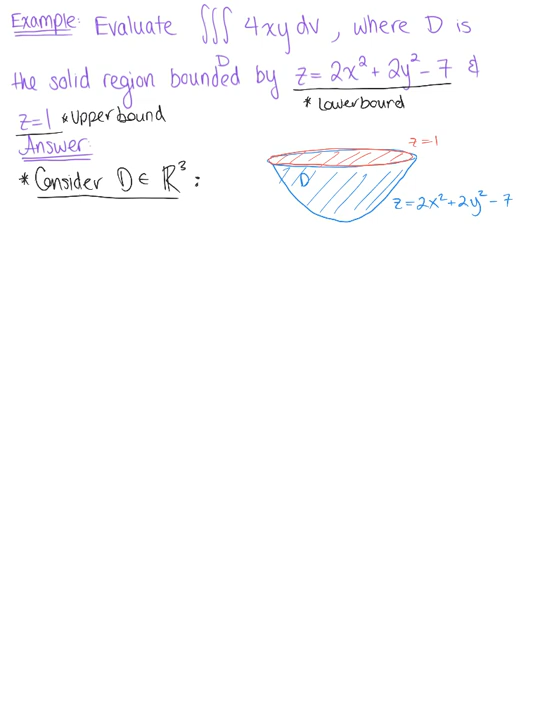 Example: Evaluate ∭ 4xy dv, where D is
D
the solid region bounded by z = 2x² + 2y² - 7 &
* Lowerbound
z=1 * Upper bound
Answer:
z=1
* Consider D ∈ ℝ³ :
D
z = 2x² + 2y² - 7